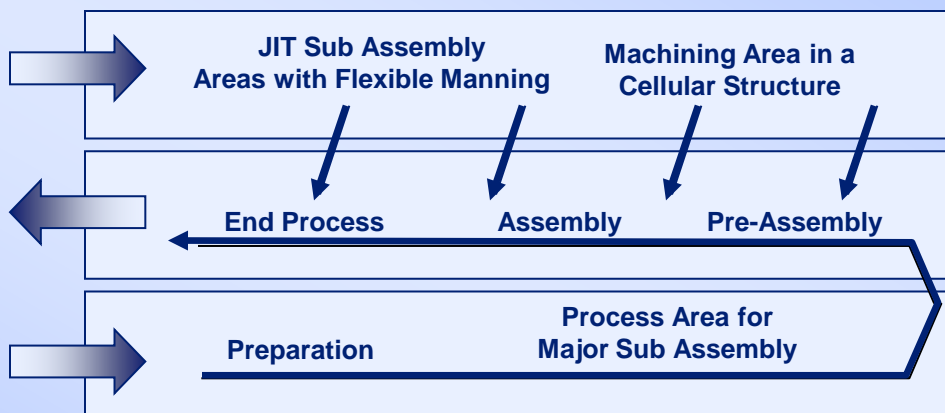 JIT Sub Assembly
Areas with Flexible Manning
Machining Area in a
Cellular Structure
End Process
Assembly
Pre-Assembly
Preparation
Process Area for
Major Sub Assembly